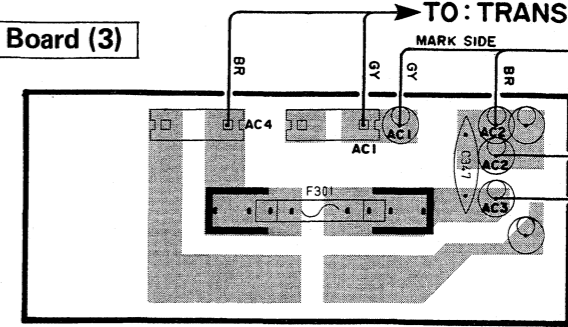 TO: TRANS
Board (3)
MARK SIDE
BR
GY
GY
BR
AC4
AC1
AC1
AC2
AC2
C347
AC3
F301